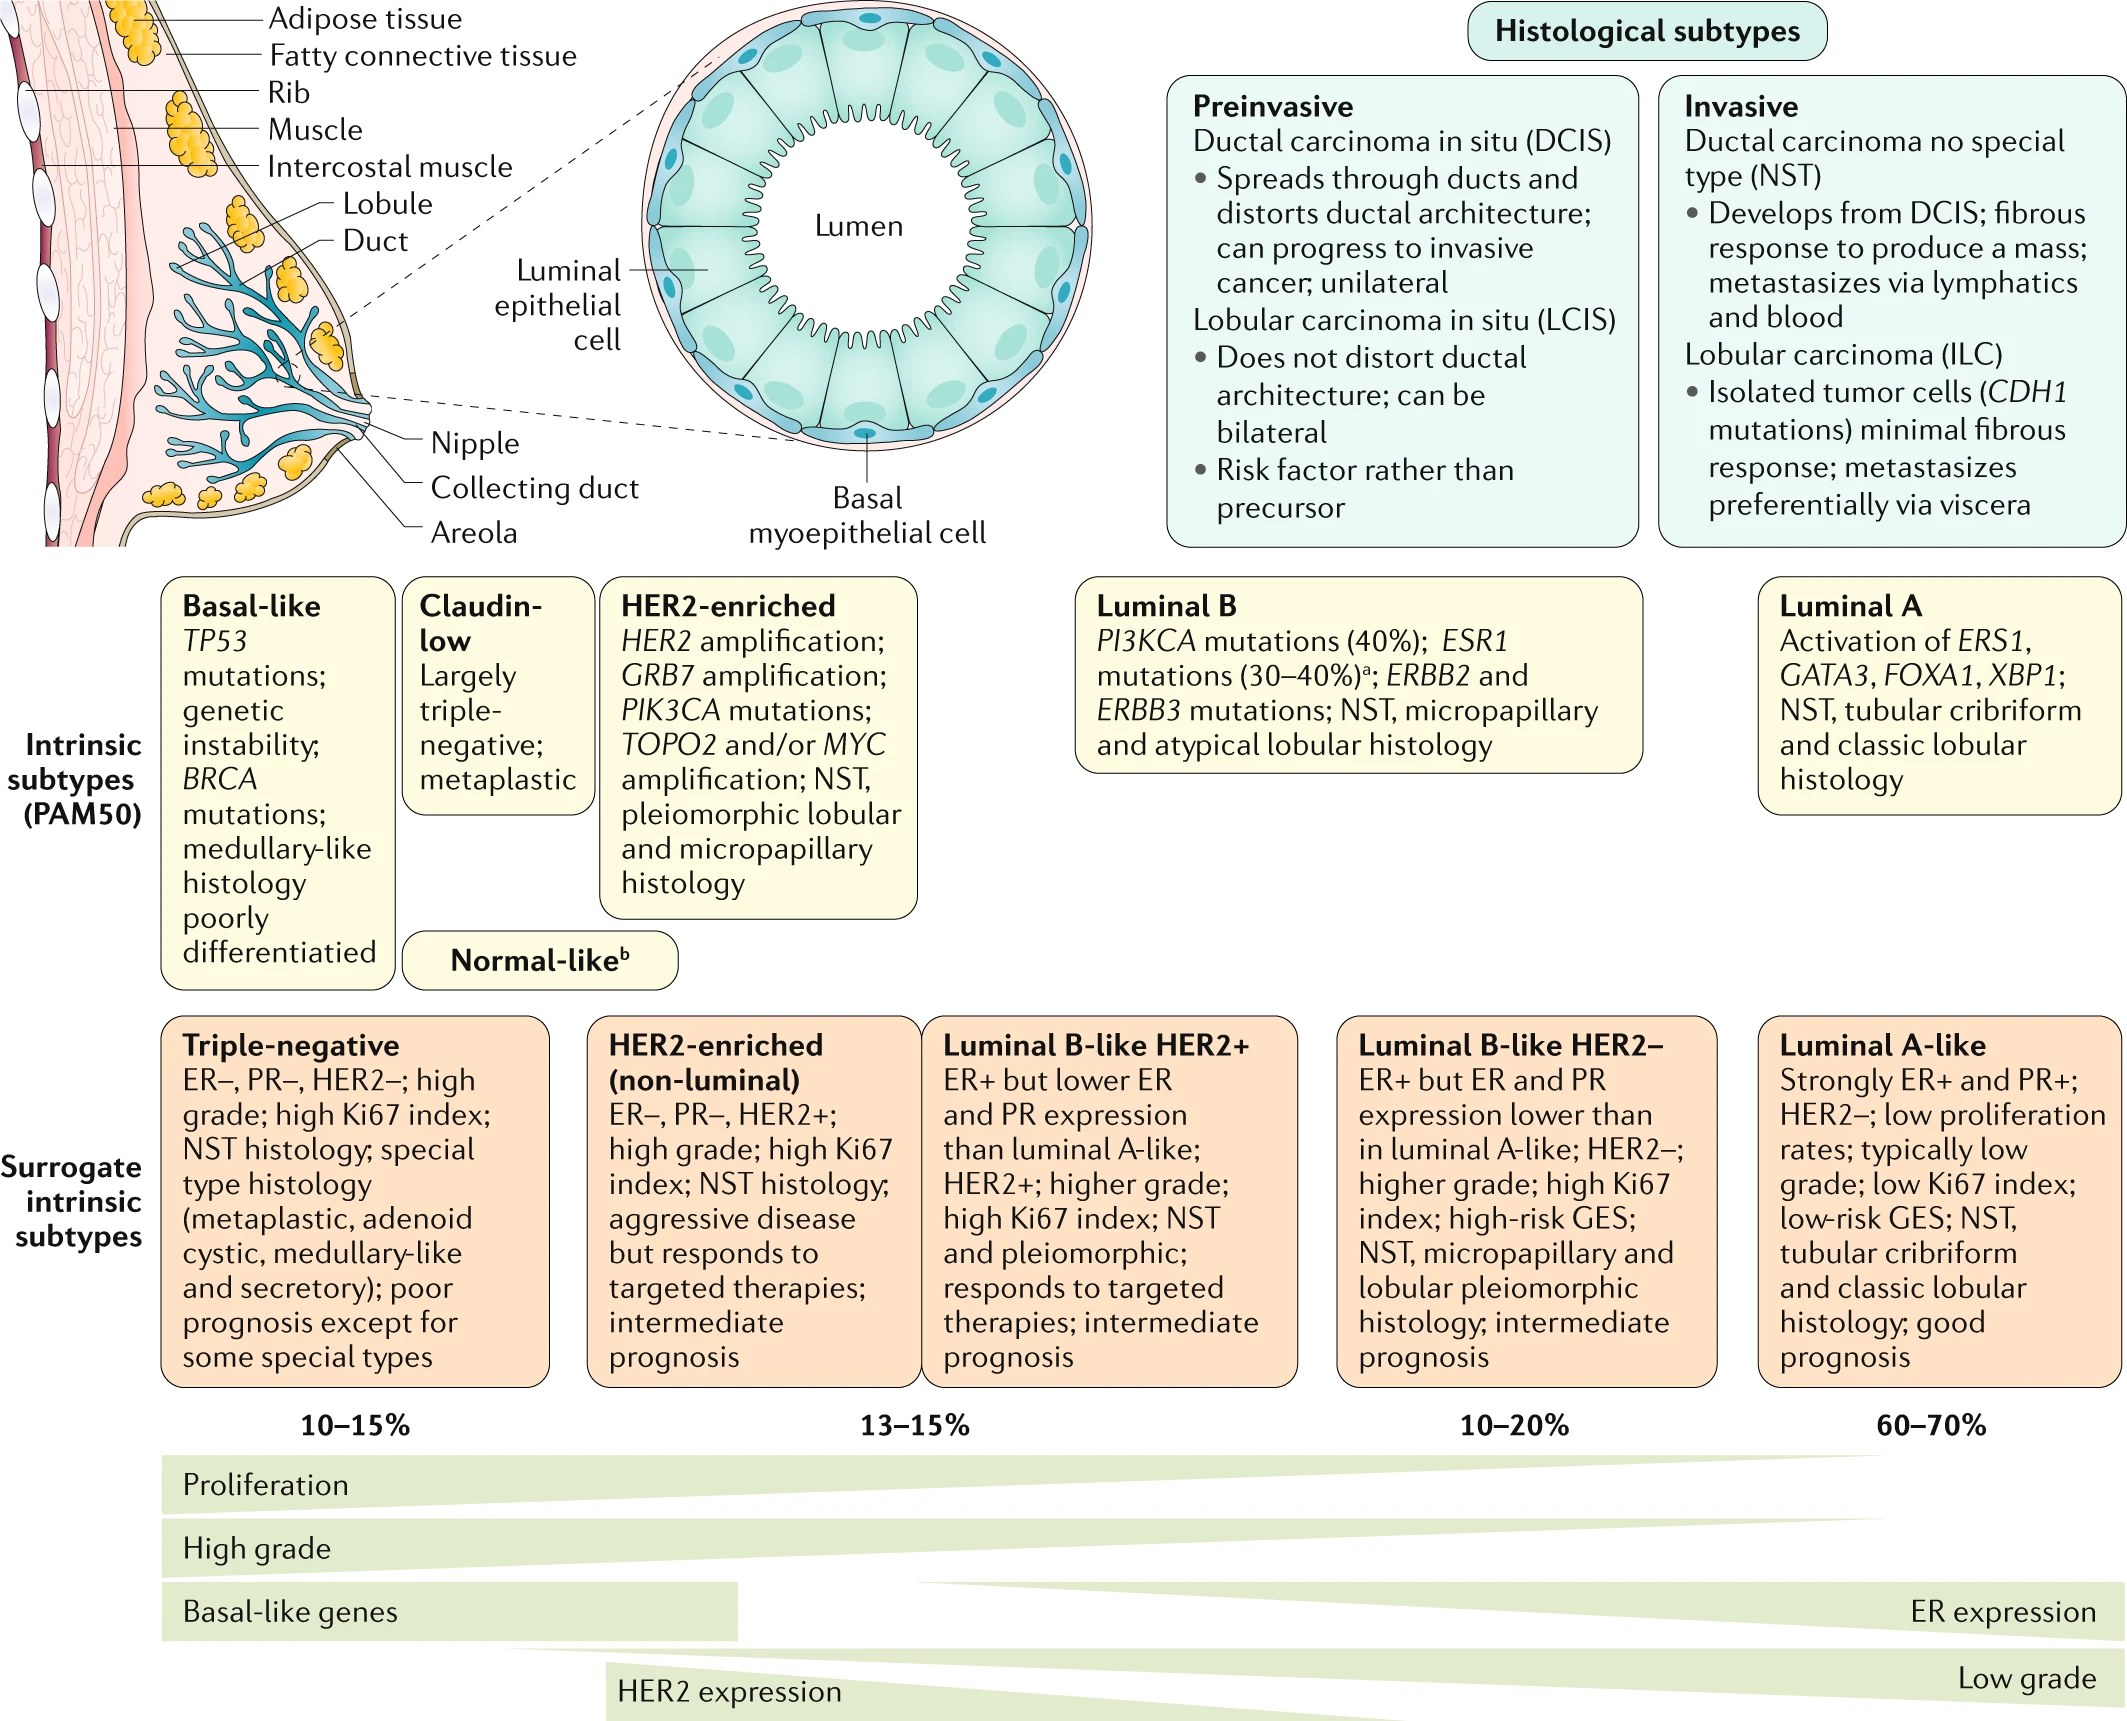 Adipose tissue
Fatty connective tissue
Rib
Muscle
Intercostal muscle
Lobule
Duct
Nipple
Collecting duct
Areola
Luminal
epithelial
cell
Lumen
Basal
myoepithelial cell
Histological subtypes
Preinvasive
Ductal carcinoma in situ (DCIS)
• Spreads through ducts and
distorts ductal architecture;
can progress to invasive
cancer; unilateral
Lobular carcinoma in situ (LCIS)
• Does not distort ductal
architecture; can be
bilateral
• Risk factor rather than
precursor
Invasive
Ductal carcinoma no special
type (NST)
• Develops from DCIS; fibrous
response to produce a mass;
metastasizes via lymphatics
and blood
Lobular carcinoma (ILC)
• Isolated tumor cells (CDH1
mutations) minimal fibrous
response; metastasizes
preferentially via viscera
Intrinsic
subtypes
(PAM50)
Basal-like
TP53
mutations;
genetic
instability;
BRCA
mutations;
medullary-like
histology
poorly
differentiatied
Claudin-
low
Largely
triple-
negative;
metaplastic
HER2-enriched
HER2 amplification;
GRB7 amplification;
PIK3CA mutations;
TOPO2 and/or MYC
amplification; NST,
pleiomorphic lobular
and micropapillary
histology
Normal-likeᵇ
Luminal B
PI3KCA mutations (40%); ESR1
mutations (30–40%)ᵃ; ERBB2 and
ERBB3 mutations; NST, micropapillary
and atypical lobular histology
Luminal A
Activation of ERS1,
GATA3, FOXA1, XBP1;
NST, tubular cribriform
and classic lobular
histology
Surrogate
intrinsic
subtypes
Triple-negative
ER–, PR–, HER2–; high
grade; high Ki67 index;
NST histology; special
type histology
(metaplastic, adenoid
cystic, medullary-like
and secretory); poor
prognosis except for
some special types
HER2-enriched
(non-luminal)
ER–, PR–, HER2+;
high grade; high Ki67
index; NST histology;
aggressive disease
but responds to
targeted therapies;
intermediate
prognosis
Luminal B-like HER2+
ER+ but lower ER
and PR expression
than luminal A-like;
HER2+; higher grade;
high Ki67 index; NST
and pleiomorphic;
responds to targeted
therapies; intermediate
prognosis
Luminal B-like HER2–
ER+ but ER and PR
expression lower than
in luminal A-like; HER2–;
higher grade; high Ki67
index; high-risk GES;
NST, micropapillary and
lobular pleiomorphic
histology; intermediate
prognosis
Luminal A-like
Strongly ER+ and PR+;
HER2–; low proliferation
rates; typically low
grade; low Ki67 index;
low-risk GES; NST,
tubular cribriform
and classic lobular
histology; good
prognosis
10–15%
13–15%
10–20%
60–70%
Proliferation
High grade
Basal-like genes
ER expression
Low grade
HER2 expression